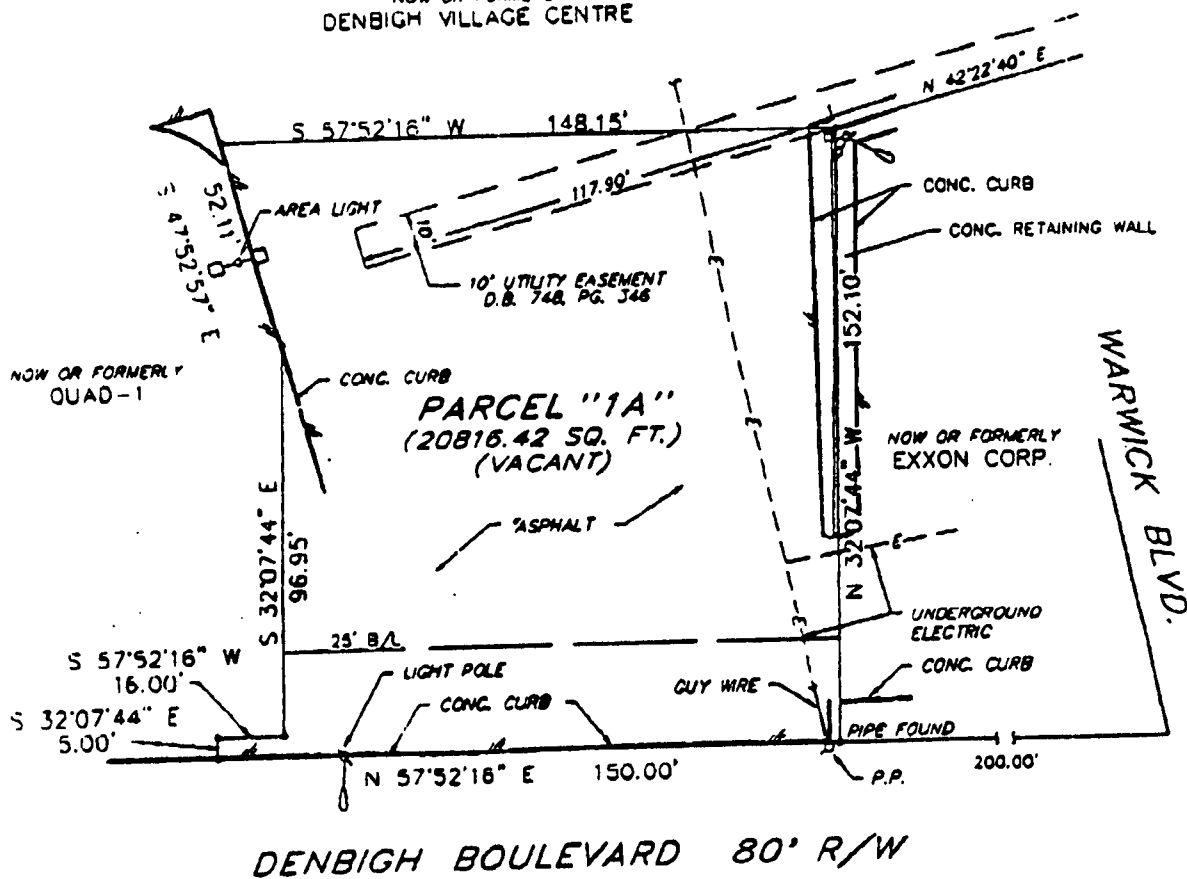 DENBIGH VILLAGE CENTRE
N 42°22'40" E
S 57°52'16" W 148.15'
117.99'
CONC. CURB
52.11'
AREA LIGHT
CONC. RETAINING WALL
S 47°52'57" E
10'
10' UTILITY EASEMENT
D.B. 748, PG. 346
152.10'
N 32°07'44" W
WARWICK BLVD.
NOW OR FORMERLY
QUAD-1
CONC. CURB
PARCEL "1A"
(20816.42 SQ. FT.)
(VACANT)
NOW OR FORMERLY
EXXON CORP.
ASPHALT
E
S 32°07'44" E
96.95'
UNDERGROUND
ELECTRIC
25' B/L
S 57°52'16" W
16.00'
LIGHT POLE
CONC. CURB
GUY WIRE
CONC. CURB
S 32°07'44" E
5.00'
PIPE FOUND
N 57°52'16" E 150.00'
P.P.
200.00'
DENBIGH BOULEVARD 80' R/W